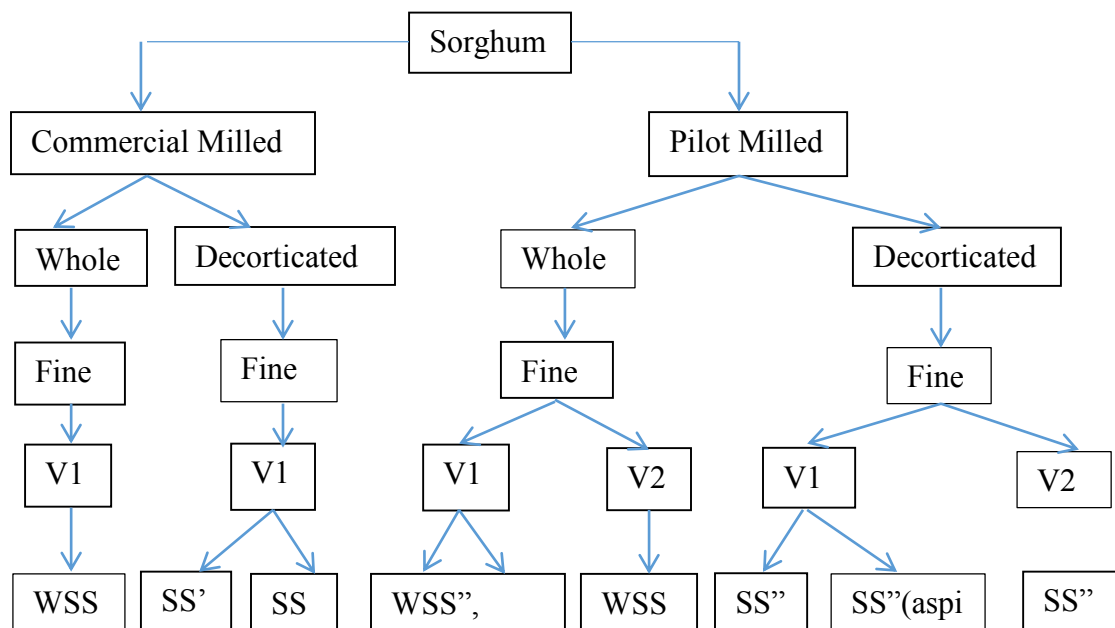 Sorghum
Commercial Milled
Pilot Milled
Whole
Decorticated
Whole
Decorticated
Fine
Fine
Fine
Fine
V1
V1
V1
V2
V1
V2
WSS
SS’
SS
WSS”,
WSS
SS”
SS”(aspi
SS”